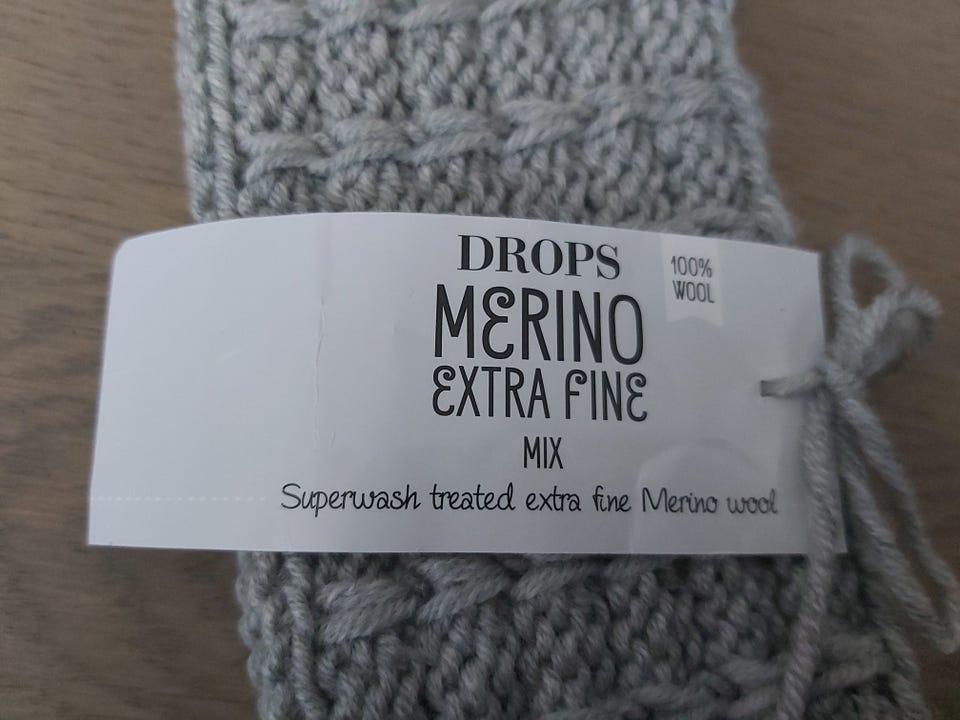 DROPS
100%
WOOL
MERINO
EXTRA FINE
MIX
Superwash treated extra fine Merino wool